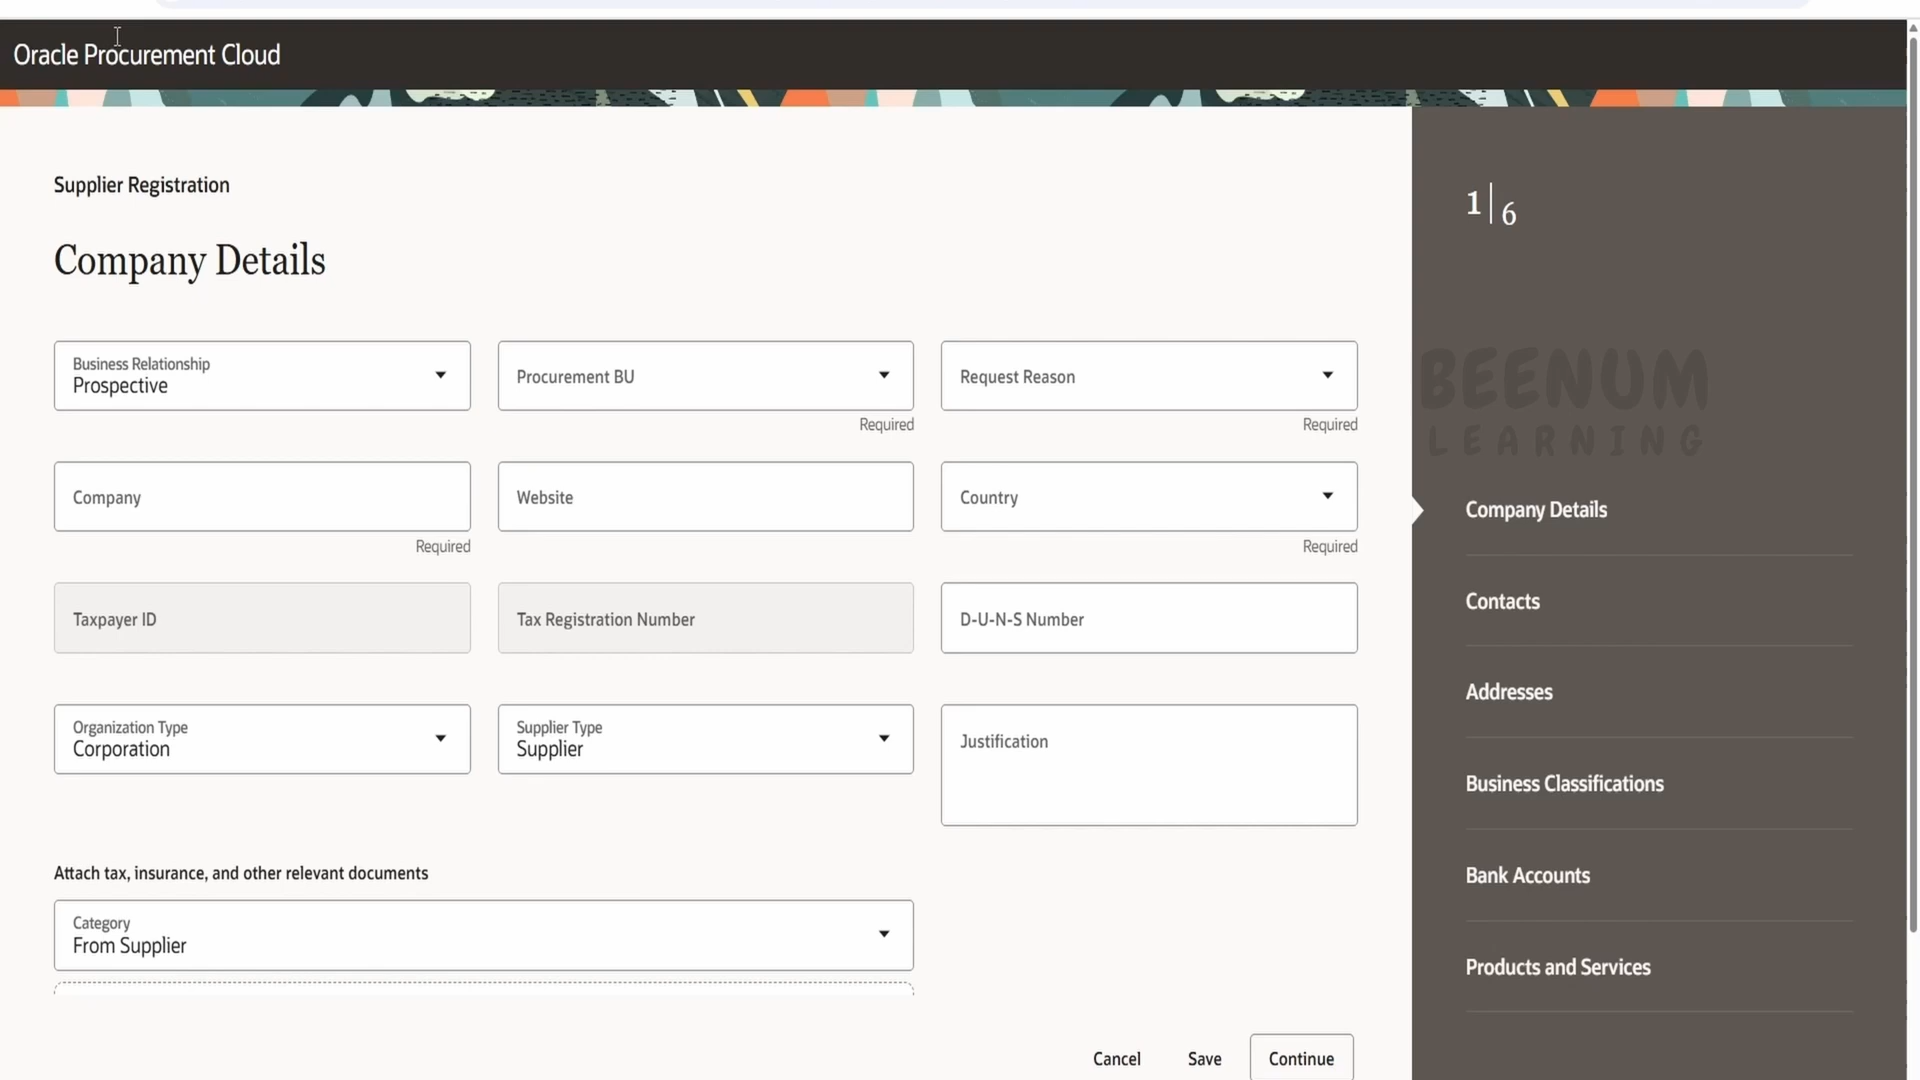 Oracle Procurement Cloud
Supplier Registration
Company Details
Business Relationship
Prospective
Procurement BU
Required
Request Reason
Required
Company
Required
Website
Country
Required
Taxpayer ID
Tax Registration Number
D-U-N-S Number
Organization Type
Corporation
Supplier Type
Supplier
Justification
Attach tax, insurance, and other relevant documents
Category
From Supplier
Cancel
Save
Continue
1 | 6
BEENUM
LEARNING
Company Details
Contacts
Addresses
Business Classifications
Bank Accounts
Products and Services